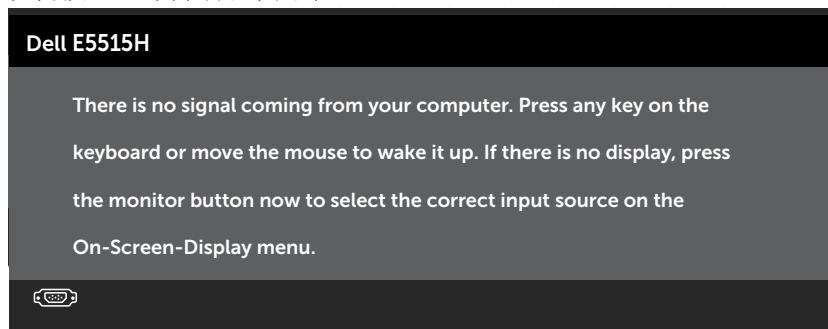 Dell E5515H
There is no signal coming from your computer. Press any key on the
keyboard or move the mouse to wake it up. If there is no display, press
the monitor button now to select the correct input source on the
On-Screen-Display menu.